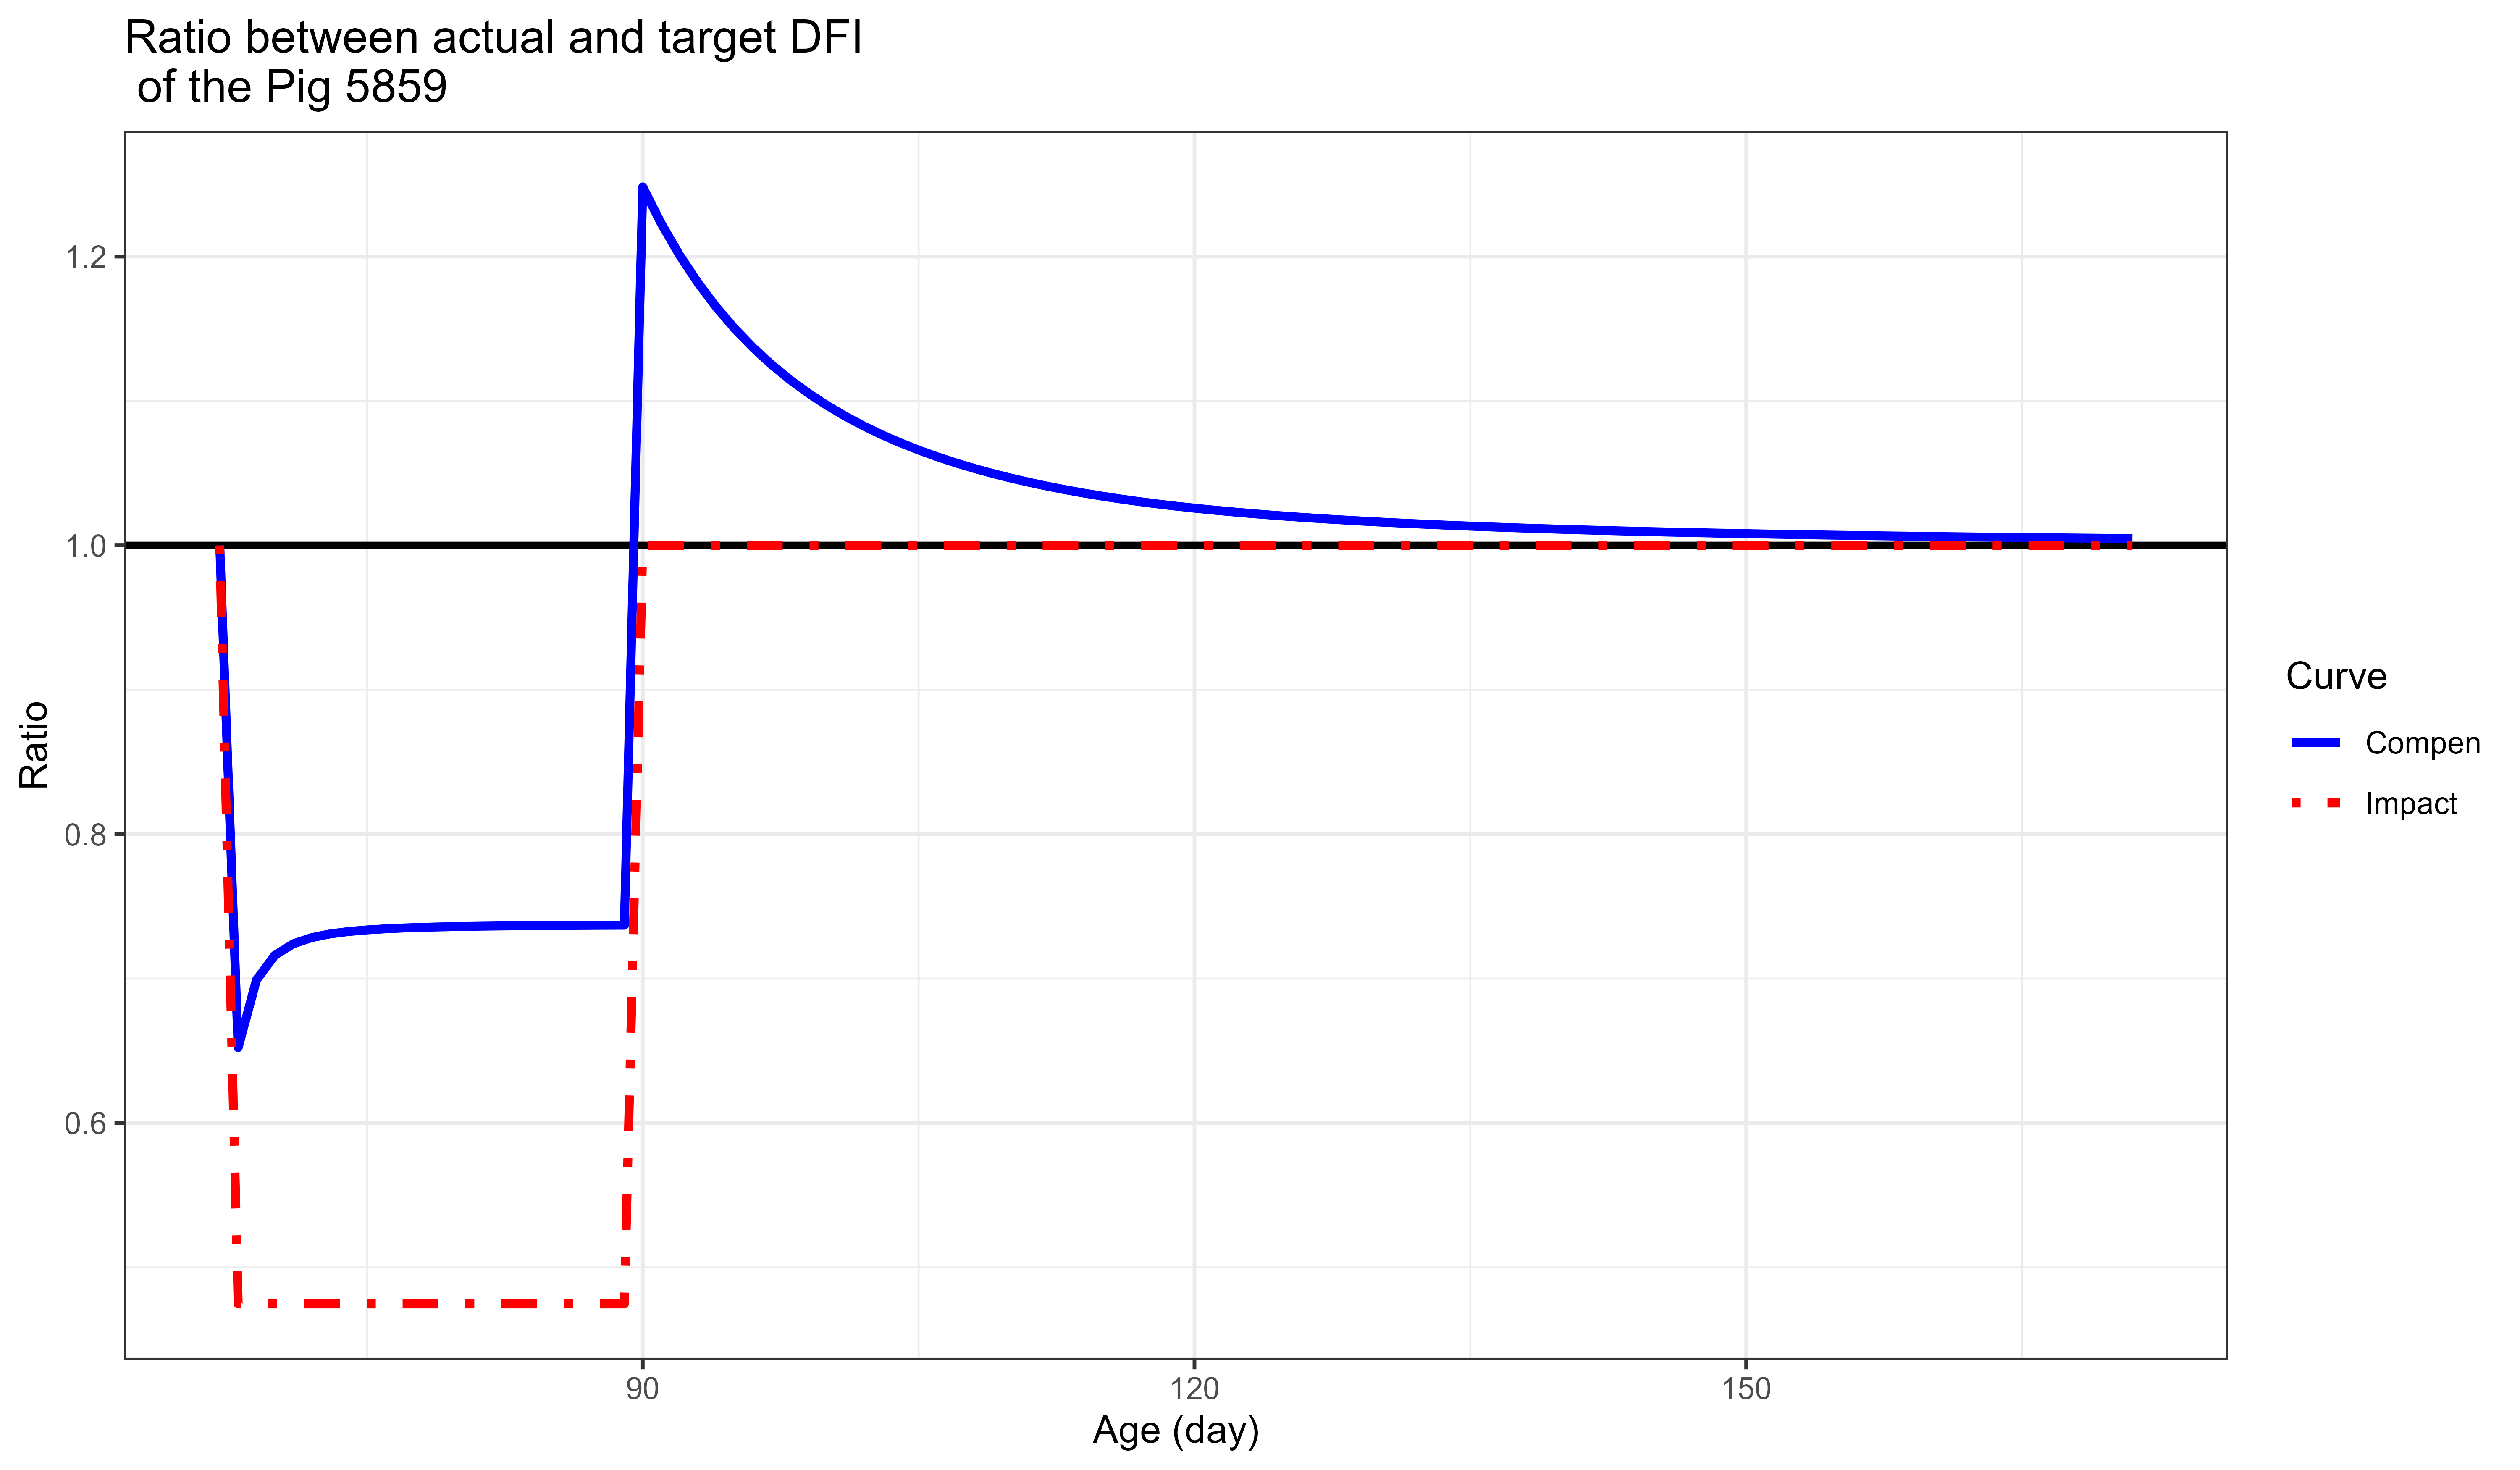 Ratio between actual and target DFI
of the Pig 5859
1.2
1.0
0.8
0.6
Ratio
90
120
150
Age (day)
Curve
Compen
Impact